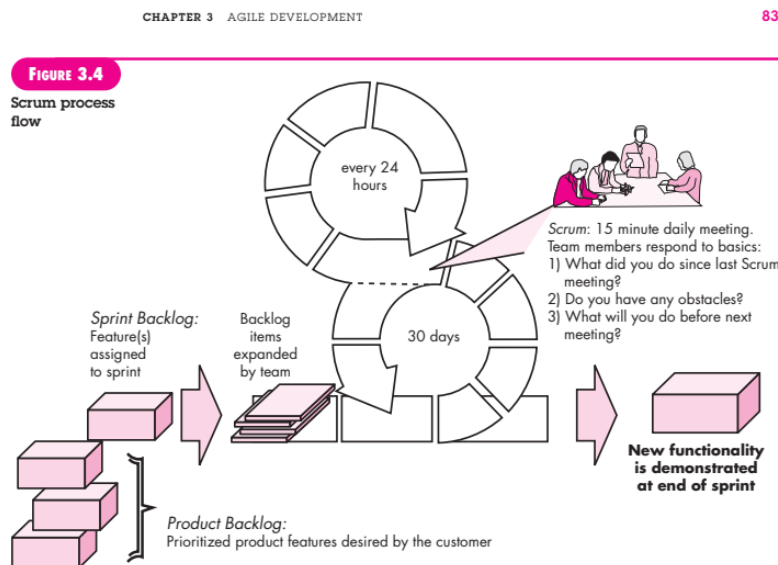 CHAPTER 3 AGILE DEVELOPMENT
83
FIGURE 3.4
Scrum process
flow
every 24
hours
Scrum: 15 minute daily meeting.
Team members respond to basics:
1) What did you do since last Scrum
meeting?
2) Do you have any obstacles?
3) What will you do before next
meeting?
Sprint Backlog:
Feature(s)
assigned
to sprint
Backlog
items
expanded
by team
30 days
New functionality
is demonstrated
at end of sprint
Product Backlog:
Prioritized product features desired by the customer